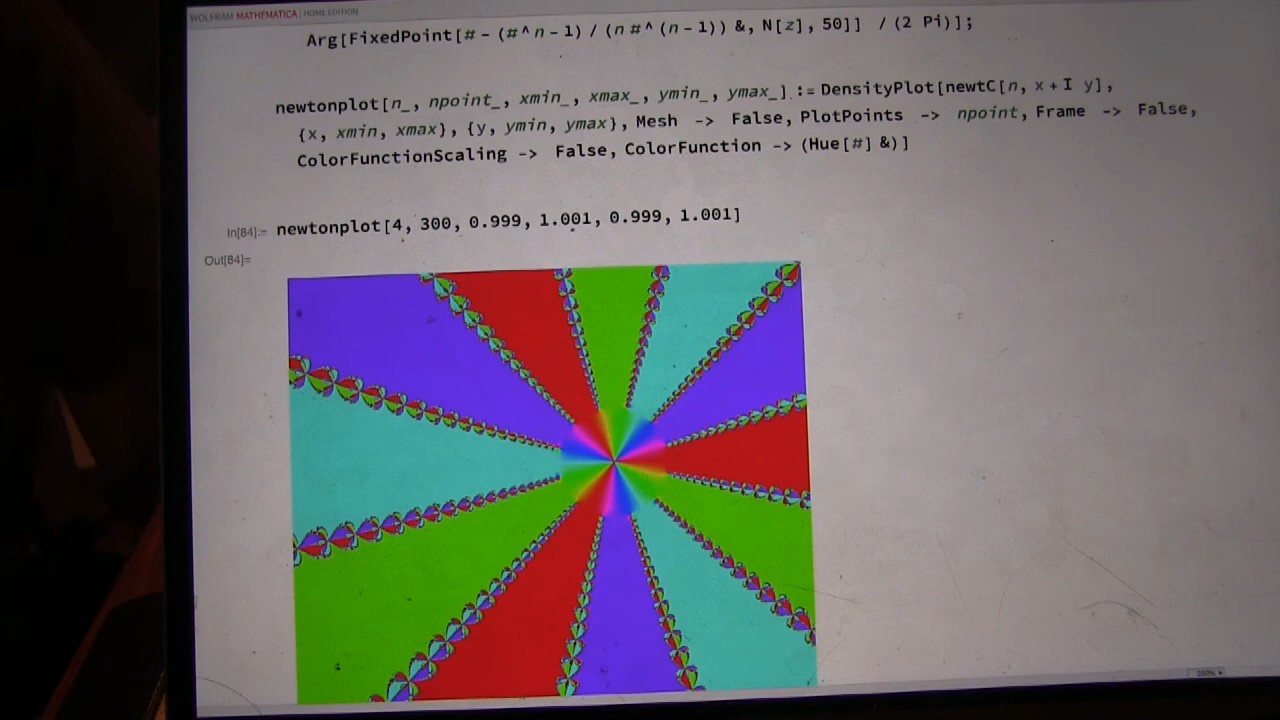 WOLFRAM MATHEMATICA | HOME EDITION
Arg[FixedPoint[# - (#^n - 1) / (n #^(n - 1)) &, N[z], 50]] / (2 Pi)];
newtonplot[n_, npoint_, xmin_, xmax_, ymin_, ymax_] := DensityPlot[newtC[n, x + I y],
{x, xmin, xmax}, {y, ymin, ymax}, Mesh -> False, PlotPoints -> npoint, Frame -> False,
ColorFunctionScaling -> False, ColorFunction -> (Hue[#] &)]
In[84]:= newtonplot[4, 300, 0.999, 1.001, 0.999, 1.001]
Out[84]=
200%